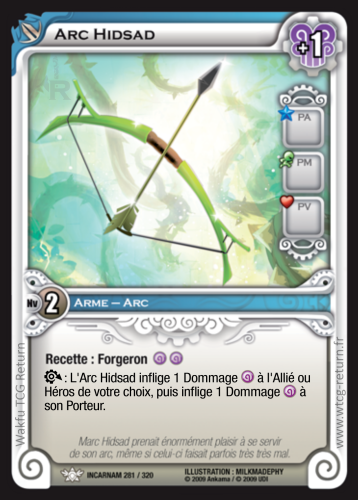 Arc Hidsad
+1
PA
PM
PV
Nv 2 Arme – Arc
Recette : Forgeron
: L'Arc Hidsad inflige 1 Dommage à l'Allié ou
Héros de votre choix, puis inflige 1 Dommage à
son Porteur.
Marc Hidsad prenait énormément plaisir à se servir
de son arc, même si celui-ci faisait parfois très très mal.
INCARNAM 281 / 320
ILLUSTRATION : MILKMADEPHY
© 2009 Ankama / © 2009 UDI
Wakfu TCG Return
www.wtcg-return.fr